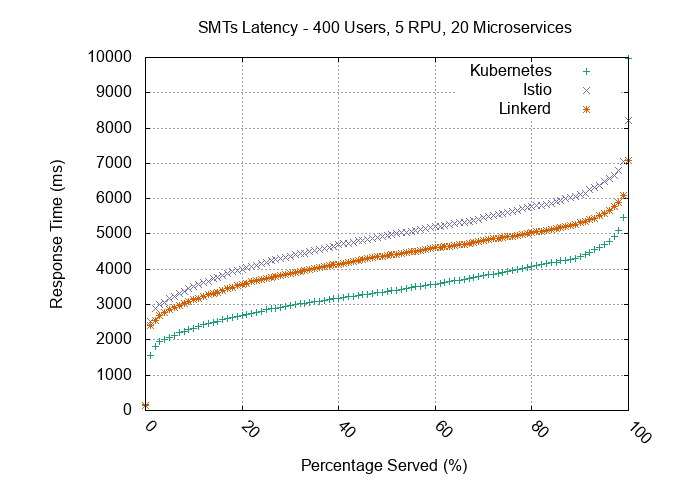 SMTs Latency - 400 Users, 5 RPU, 20 Microservices
10000
9000
8000
7000
6000
5000
4000
3000
2000
1000
0
Response Time (ms)
Kubernetes
Istio
Linkerd
0
20
40
60
80
100
Percentage Served (%)